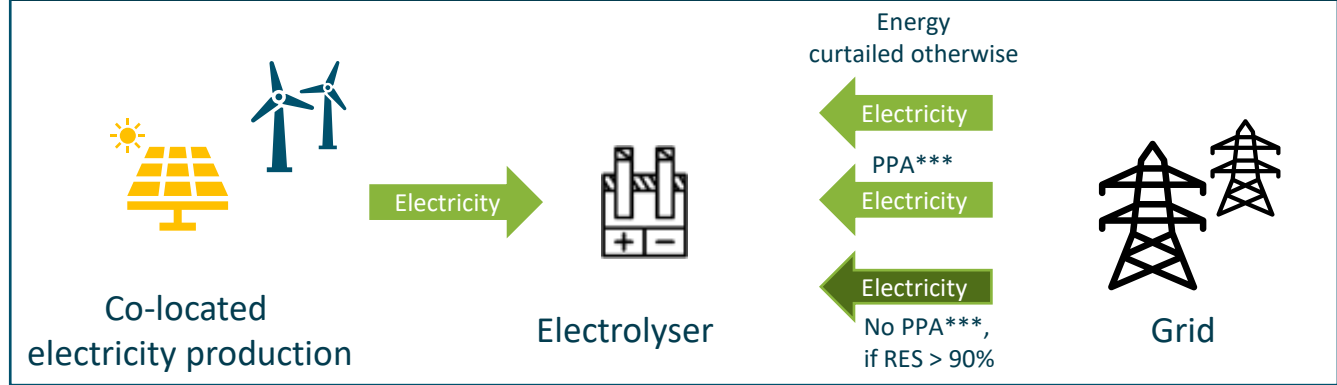 Energy
curtailed otherwise
Electricity
PPA***
Electricity
Electricity
Electricity
No PPA***,
if RES > 90%
Co-located
electricity production
Electrolyser
Grid
+ −